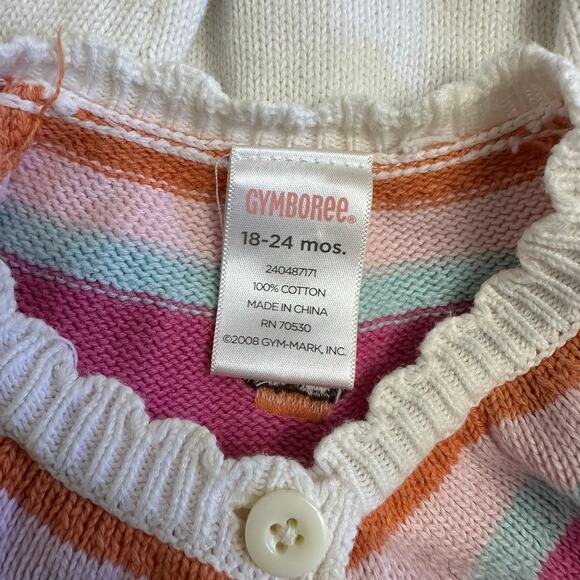 GYMBOREE®
18-24 mos.
240487171
100% COTTON
MADE IN CHINA
RN 70530
©2008 GYM-MARK, INC.